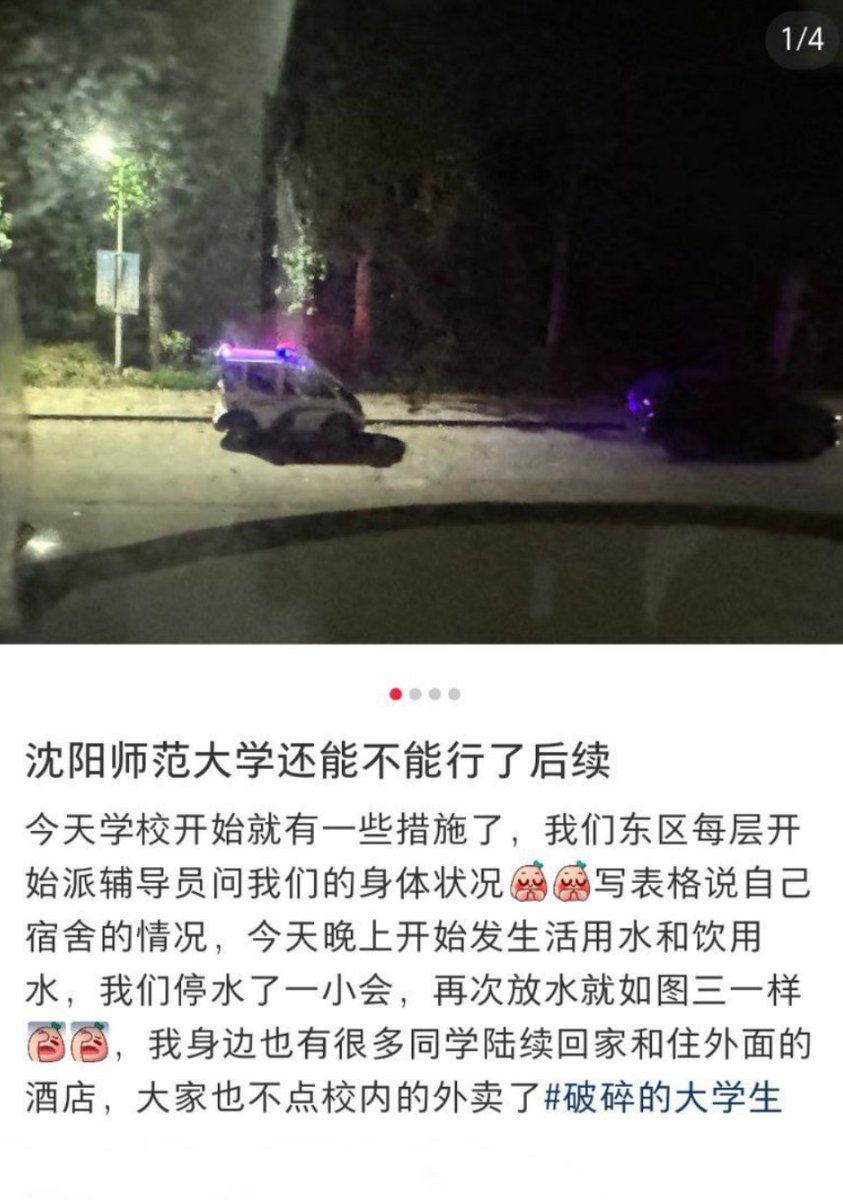 1/4
沈阳师范大学还能不能行了后续
今天学校开始就有一些措施了，我们东区每层开
始派辅导员问我们的身体状况写表格说自己
宿舍的情况，今天晚上开始发生活用水和饮用
水，我们停水了一小会，再次放水就如图三一样
，我身边也有很多同学陆续回家和住外面的
酒店，大家也不点校内的外卖了#破碎的大学生